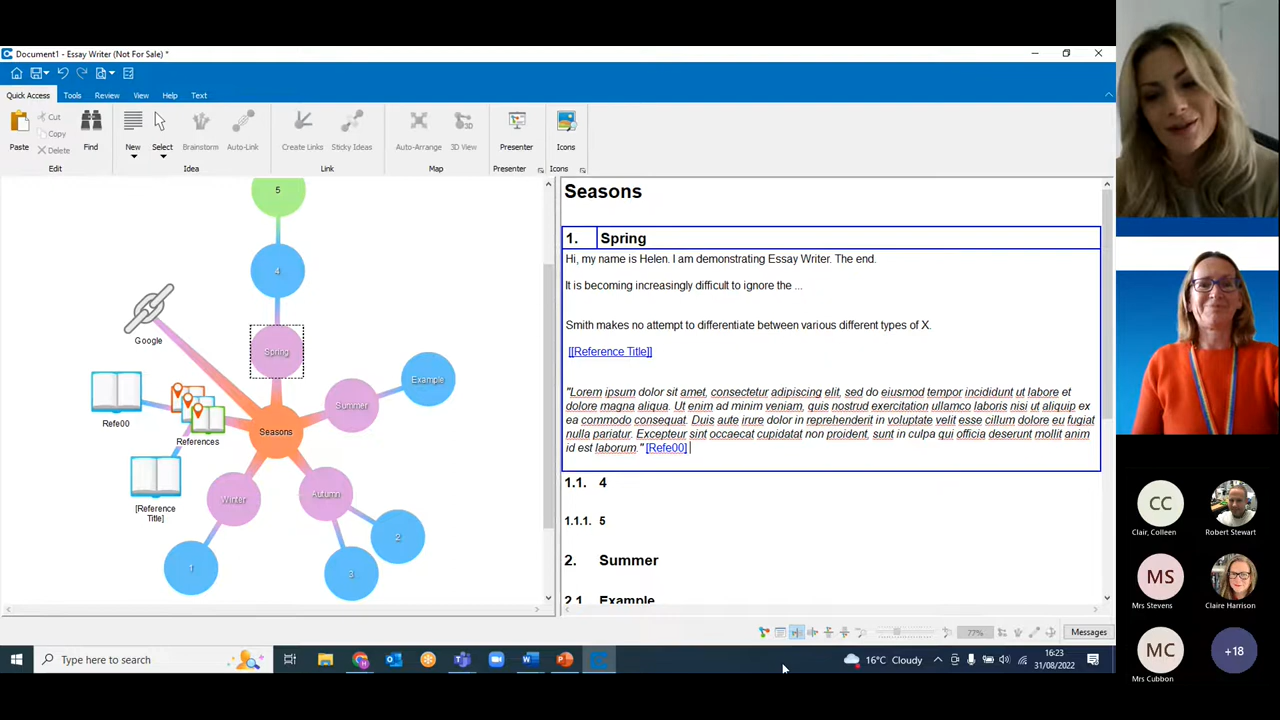 Document1 - Essay Writer (Not For Sale) *
Quick Access Tools Review View Help Text
Paste
Cut
Copy
Delete
Find
New
Select
Brainstorm
Auto-Link
Create Links
Sticky Ideas
Auto-Arrange
3D View
Presenter
Icons
Edit
Idea
Link
Map
Presenter
Icons
5
4
Google
Spring
Example
Summer
Refe00
References
Seasons
[Reference
Title]
Winter
Autumn
2
1
3
Seasons
1. Spring
Hi, my name is Helen. I am demonstrating Essay Writer. The end.
It is becoming increasingly difficult to ignore the ...
Smith makes no attempt to differentiate between various different types of X.
[[Reference Title]]
"Lorem ipsum dolor sit amet, consectetur adipiscing elit, sed do eiusmod tempor incididunt ut labore et
dolore magna aliqua. Ut enim ad minim veniam, quis nostrud exercitation ullamco laboris nisi ut aliquip ex
ea commodo consequat. Duis aute irure dolor in reprehenderit in voluptate velit esse cillum dolore eu fugiat
nulla pariatur. Excepteur sint occaecat cupidatat non proident, sunt in culpa qui officia deserunt mollit anim
id est laborum." [Refe00]
1.1. 4
1.1.1. 5
2. Summer
2.1 Example
77%
Messages
Type here to search
16°C Cloudy
16:23
31/08/2022
CC
Clair, Colleen
Robert Stewart
MS
Mrs Stevens
Claire Harrison
MC
Mrs Cubbon
+18